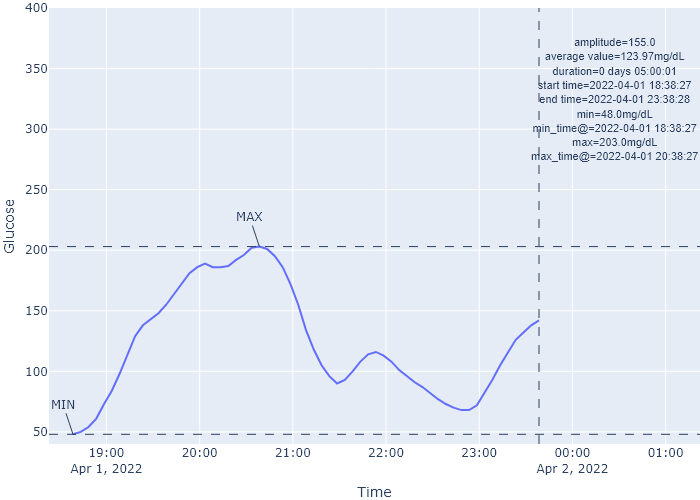 400
350
300
250
200
150
100
50
Glucose
amplitude=155.0
average value=123.97mg/dL
duration=0 days 05:00:01
start time=2022-04-01 18:38:27
end time=2022-04-01 23:38:28
min=48.0mg/dL
min_time@=2022-04-01 18:38:27
max=203.0mg/dL
max_time@=2022-04-01 20:38:27
MAX
MIN
19:00 20:00 21:00 22:00 23:00 00:00 01:00
Apr 1, 2022 Apr 2, 2022
Time